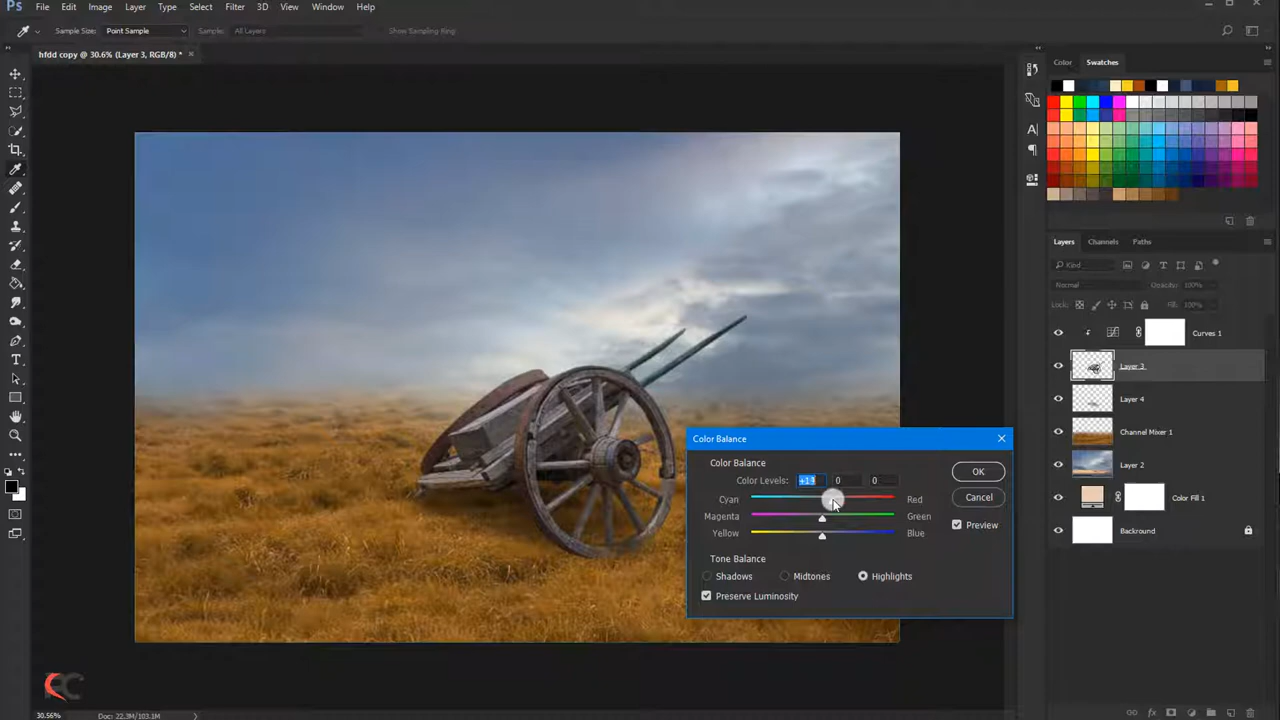 Ps File Edit Image Layer Type Select Filter 3D View Window Help
Sample Size: Point Sample Sample: All Layers Show Sampling Ring
hfdd copy @ 30.6% (Layer 3, RGB/8) *
Color Swatches
Layers Channels Paths
Kind
Normal Opacity: 100%
Lock: Fill: 100%
Curves 1
Layer 3
Layer 4
Channel Mixer 1
Layer 2
Color Fill 1
Background
Color Balance
Color Balance
Color Levels: +13 0 0
Cyan Red
Magenta Green
Yellow Blue
Tone Balance
Shadows Midtones Highlights
Preserve Luminosity
OK
Cancel
Preview
30.56% Doc: 22.3M/103.1M